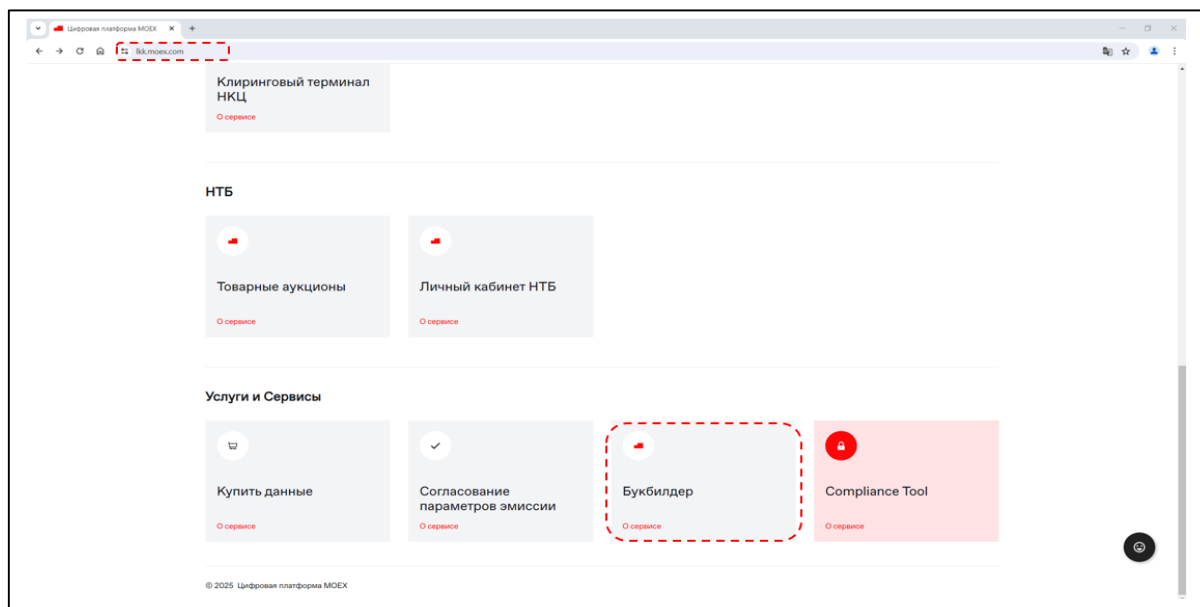 Цифровая платформа MOEX
lkk.moex.com
Клиринговый терминал
НКЦ
О сервисе
НТБ
Товарные аукционы
Личный кабинет НТБ
О сервисе
О сервисе
Услуги и Сервисы
Купить данные
Согласование
параметров эмиссии
Букбилдер
Compliance Tool
О сервисе
О сервисе
О сервисе
О сервисе
© 2025 Цифровая платформа MOEX